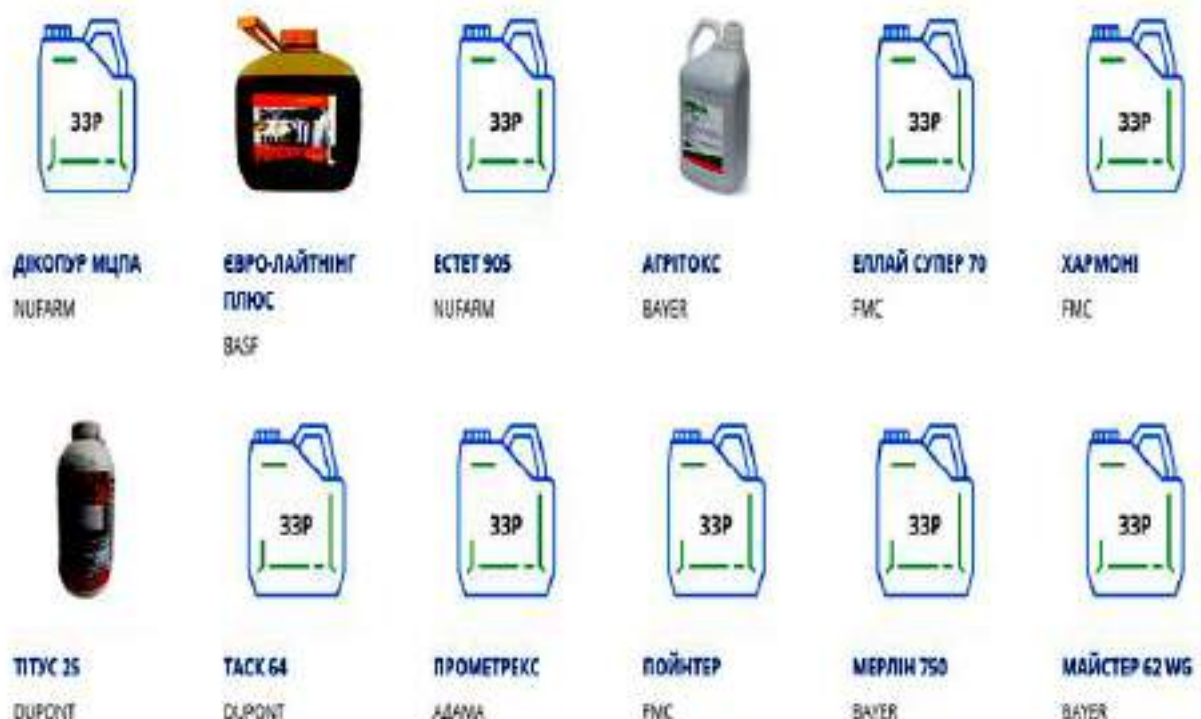 ЗЗР
ЗЗР
ЗЗР
ЗЗР
ДІКОПУР МЦПА
ЄВРО-ЛАЙТНІНГ
ПЛЮС
ЕСТЕТ 905
АГРІТОКС
ЕЛЛАЙ СУПЕР 70
ХАРМОНІ
NUFARM
BASF
NUFARM
BAYER
FMC
FMC
ЗЗР
ЗЗР
ЗЗР
ЗЗР
ЗЗР
ТІТУС 25
ТАСК 64
ПРОМЕТРЕКС
ПОЙНТЕР
МЕРЛІН 750
МАЙСТЕР 62 WG
DUPONT
DUPONT
АДАМА
FMC
BAYER
BAYER